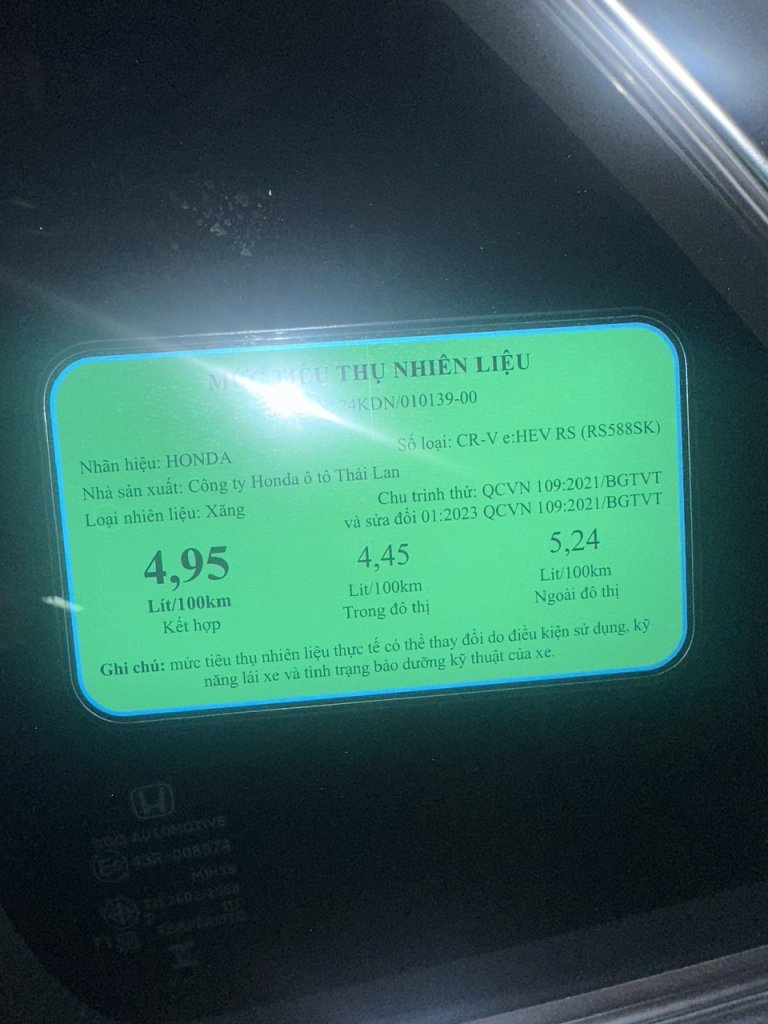 MỨC TIÊU THỤ NHIÊN LIỆU
24KDN/010139-00
Nhãn hiệu: HONDA
Số loại: CR-V e:HEV RS (RS588SK)
Nhà sản xuất: Công ty Honda ô tô Thái Lan
Loại nhiên liệu: Xăng
Chu trình thử: QCVN 109:2021/BGTVT
và sửa đổi 01:2023 QCVN 109:2021/BGTVT
4,95
Lít/100km
Kết hợp
4,45
Lít/100km
Trong đô thị
5,24
Lít/100km
Ngoài đô thị
Ghi chú: mức tiêu thụ nhiên liệu thực tế có thể thay đổi do điều kiện sử dụng, kỹ
năng lái xe và tình trạng bảo dưỡng kỹ thuật của xe.
AUTOMOTIVE
43R-008574